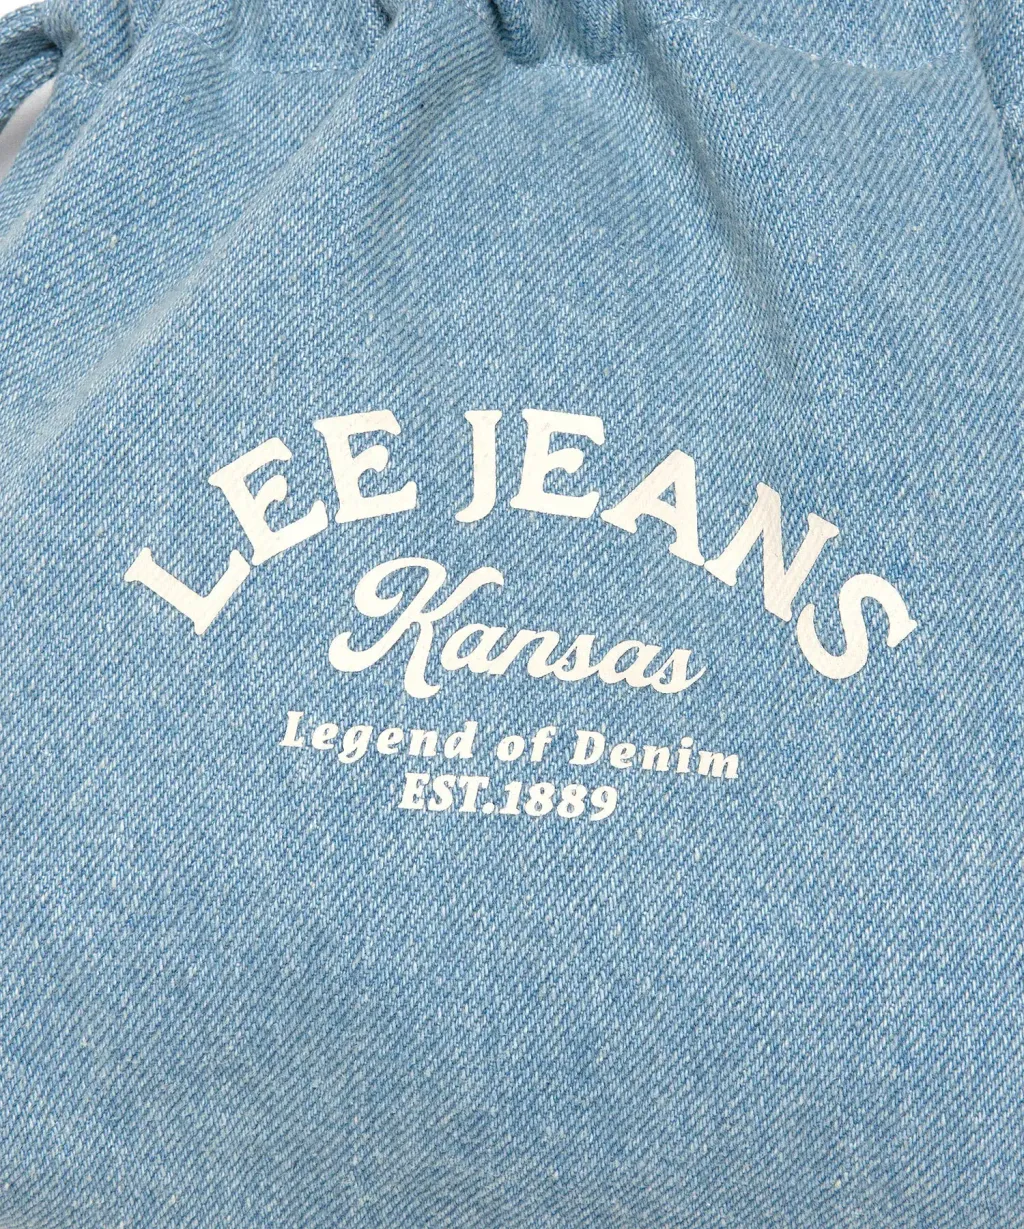 LEE JEANS
Kansas
Legend of Denim
EST.1889